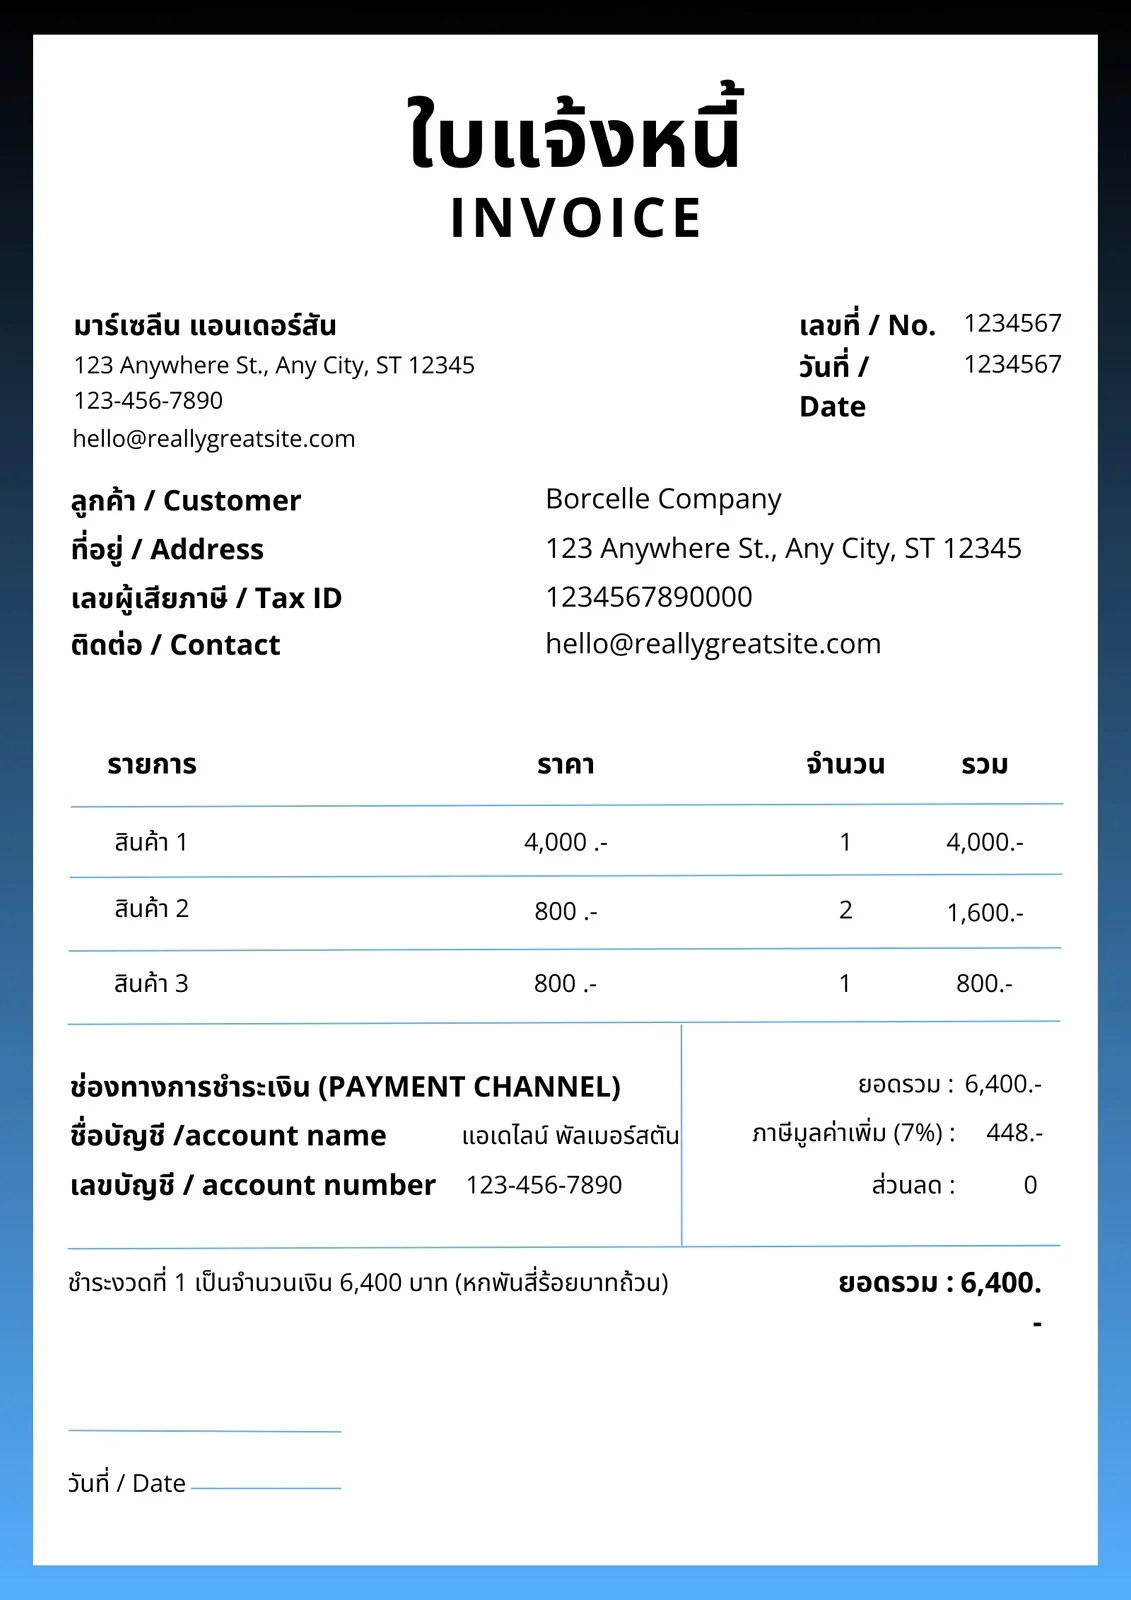 ใบแจ้งหนี้
INVOICE
มาร์เซลีน แอนเดอร์สัน
123 Anywhere St., Any City, ST 12345
123-456-7890
hello@reallygreatsite.com
เลขที่ / No. 1234567
วันที่ / 1234567
Date
ลูกค้า / Customer Borcelle Company
ที่อยู่ / Address 123 Anywhere St., Any City, ST 12345
เลขผู้เสียภาษี / Tax ID 1234567890000
ติดต่อ / Contact hello@reallygreatsite.com
รายการ ราคา จำนวน รวม
สินค้า 1 4,000 .- 1 4,000.-
สินค้า 2 800 .- 2 1,600.-
สินค้า 3 800 .- 1 800.-
ช่องทางการชำระเงิน (PAYMENT CHANNEL)
ชื่อบัญชี /account name แอเดไลน์ พัลเมอร์สตัน
เลขบัญชี / account number 123-456-7890
ยอดรวม : 6,400.-
ภาษีมูลค่าเพิ่ม (7%) : 448.-
ส่วนลด : 0
ชำระงวดที่ 1 เป็นจำนวนเงิน 6,400 บาท (หกพันสี่ร้อยบาทถ้วน)
ยอดรวม : 6,400.
-
วันที่ / Date